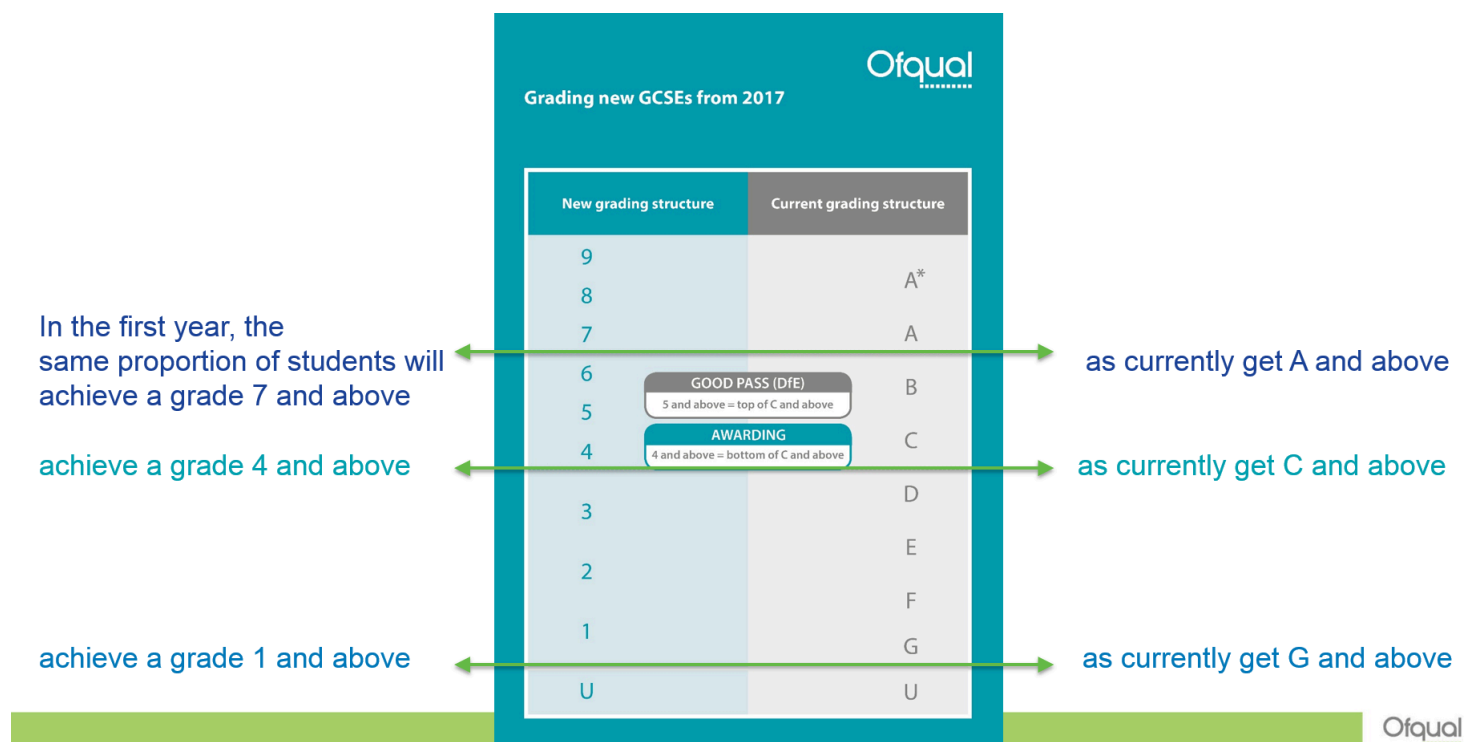 Ofqual
Grading new GCSEs from 2017
New grading structure
Current grading structure
9
8
7
6
5
4
3
2
1
U
A*
A
B
C
D
E
F
G
U
GOOD PASS (DfE)
5 and above = top of C and above
AWARDING
4 and above = bottom of C and above
In the first year, the
same proportion of students will
achieve a grade 7 and above
as currently get A and above
achieve a grade 4 and above
as currently get C and above
achieve a grade 1 and above
as currently get G and above
Ofqual